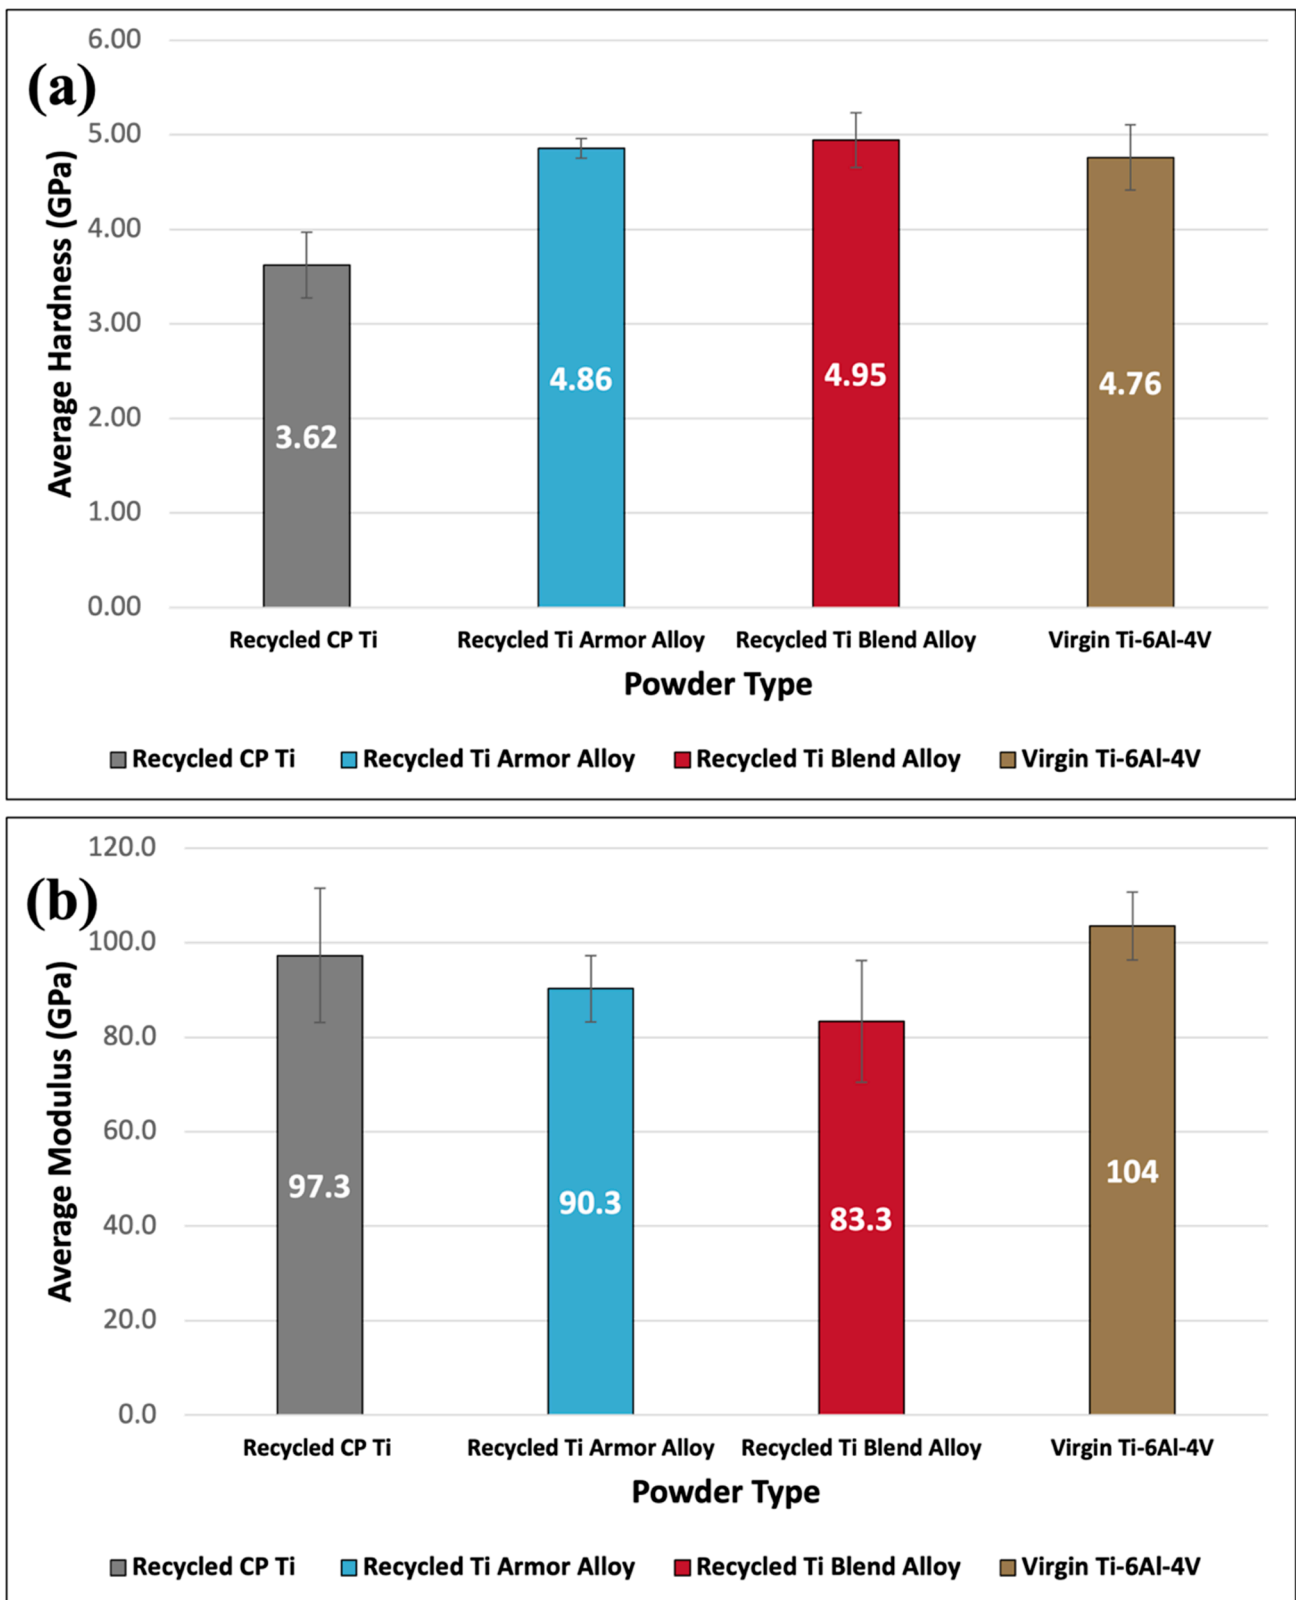 (a)
Average Hardness (GPa)
6.00
5.00
4.00
3.00
2.00
1.00
0.00
3.62
4.86
4.95
4.76
Recycled CP Ti
Recycled Ti Armor Alloy
Recycled Ti Blend Alloy
Virgin Ti-6Al-4V
Powder Type
Recycled CP Ti
Recycled Ti Armor Alloy
Recycled Ti Blend Alloy
Virgin Ti-6Al-4V
(b)
Average Modulus (GPa)
120.0
100.0
80.0
60.0
40.0
20.0
0.0
97.3
90.3
83.3
104
Recycled CP Ti
Recycled Ti Armor Alloy
Recycled Ti Blend Alloy
Virgin Ti-6Al-4V
Powder Type
Recycled CP Ti
Recycled Ti Armor Alloy
Recycled Ti Blend Alloy
Virgin Ti-6Al-4V